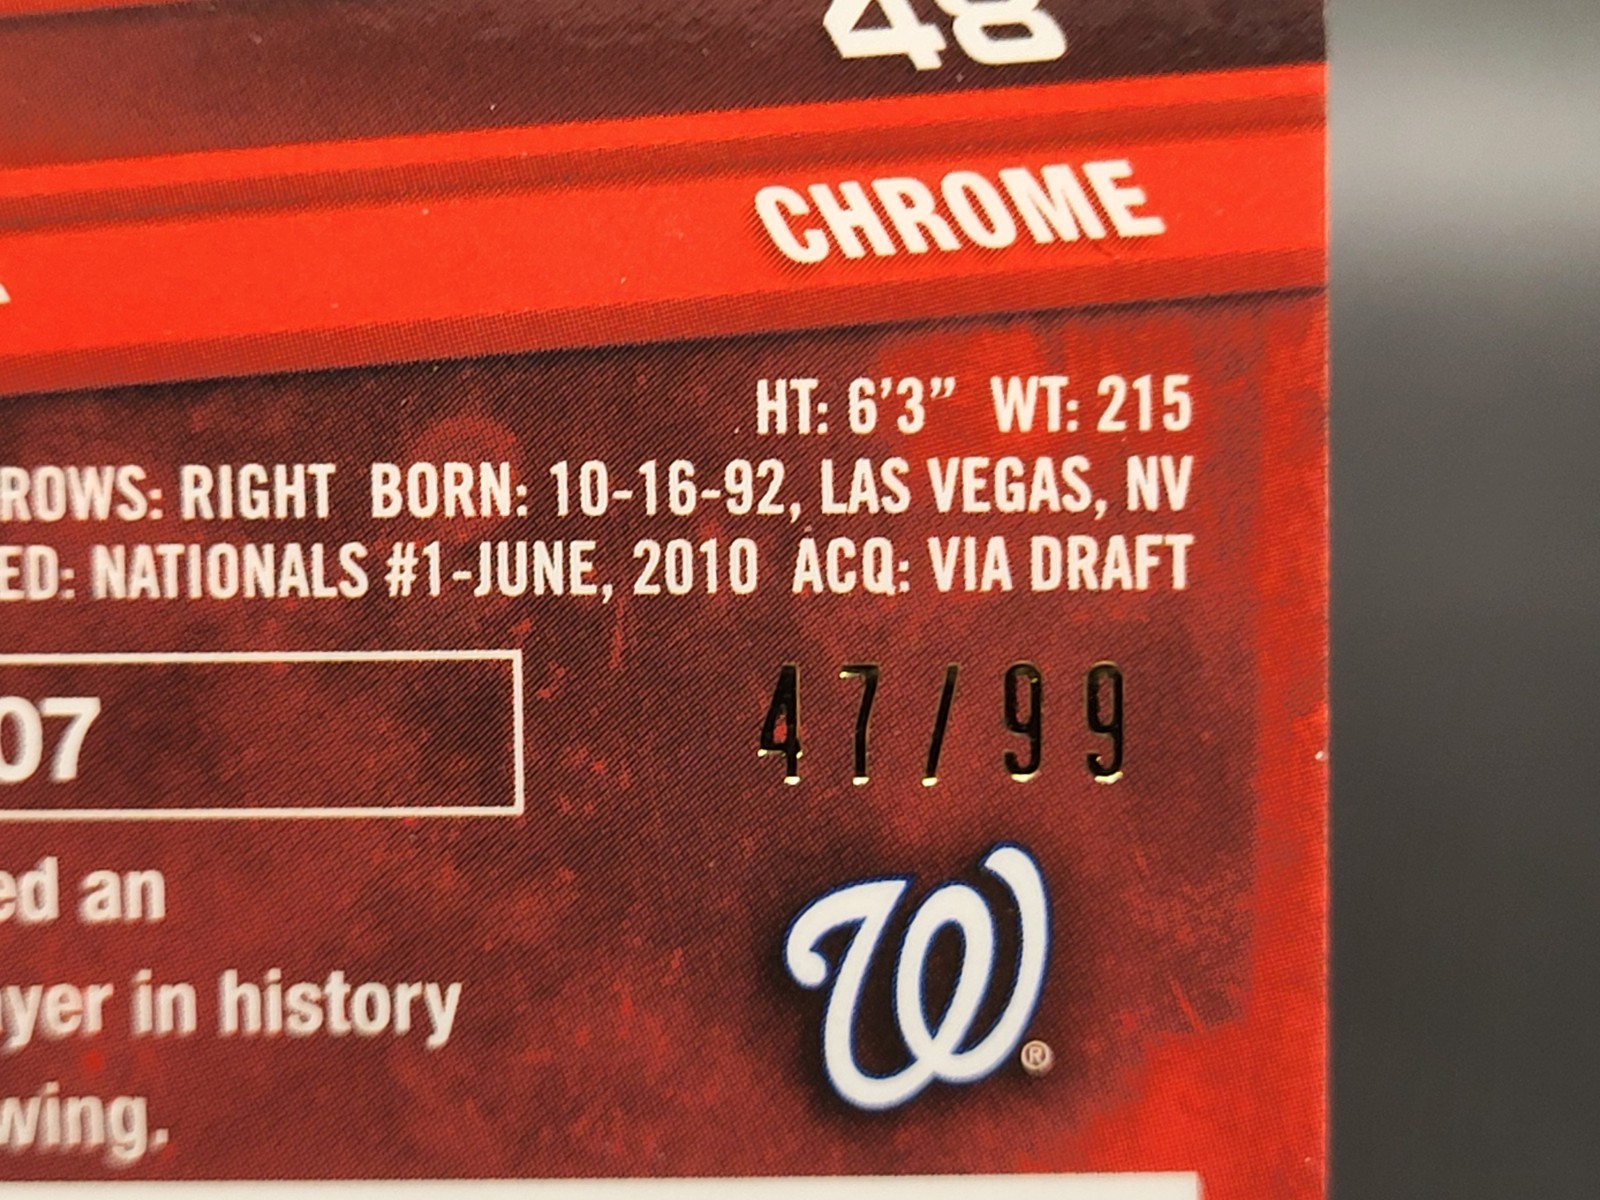 48
CHROME
HT: 6'3" WT: 215
ROWS: RIGHT BORN: 10-16-92, LAS VEGAS, NV
ED: NATIONALS #1-JUNE, 2010 ACQ: VIA DRAFT
07
47/99
ed an
W®
ayer in history
wing.